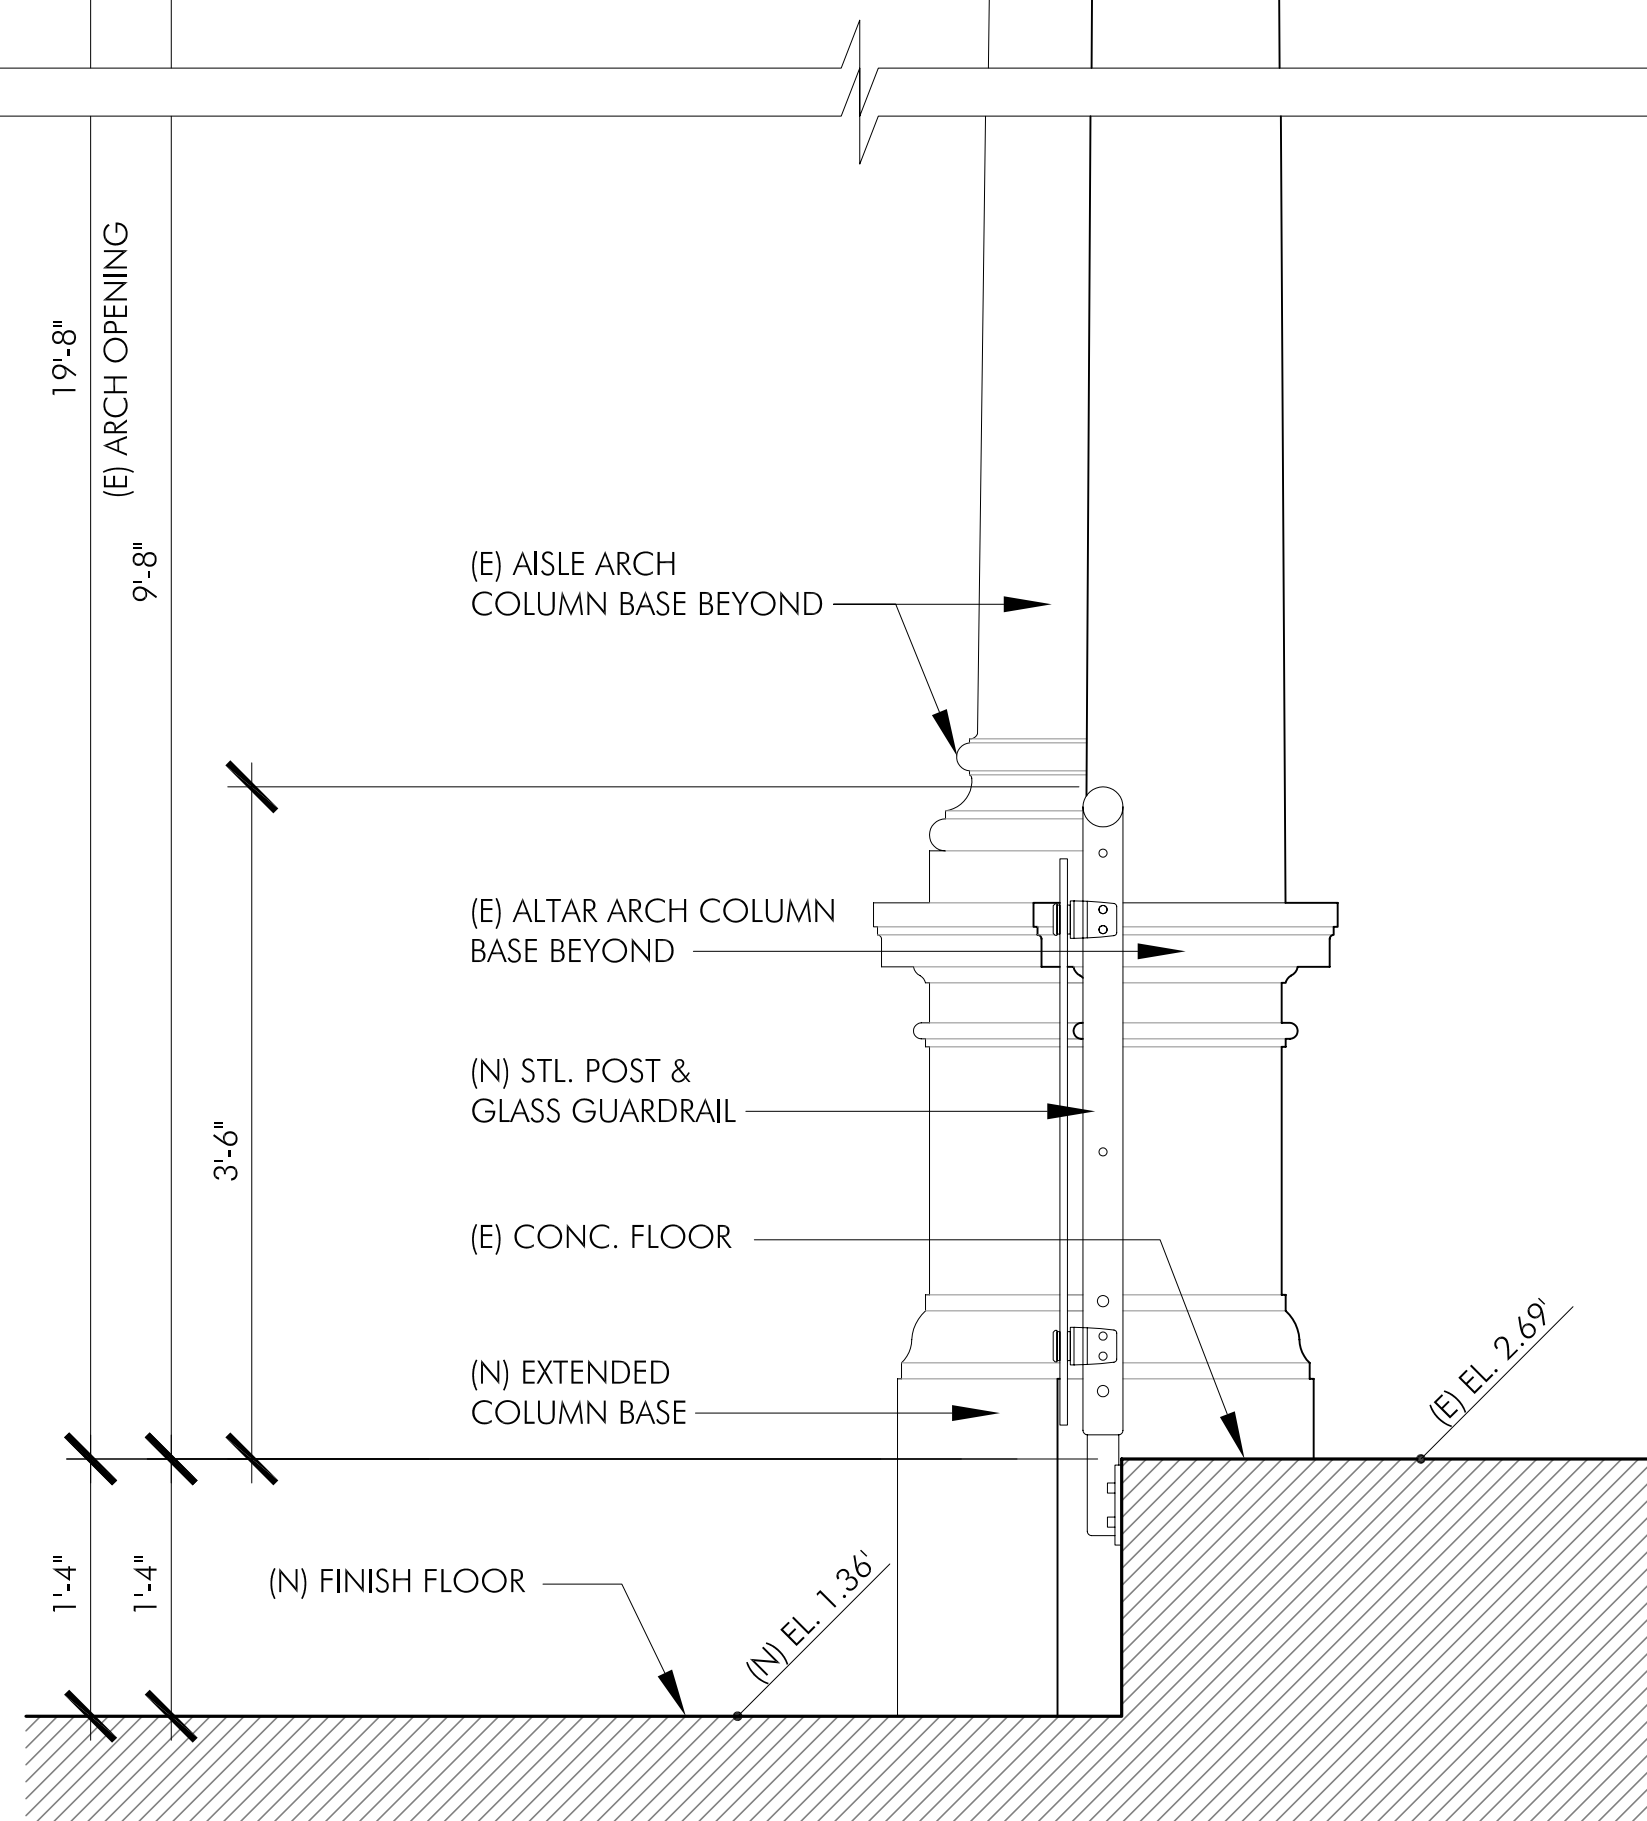 19'-8"
(E) ARCH OPENING
9'-8"
(E) AISLE ARCH
COLUMN BASE BEYOND
(E) ALTAR ARCH COLUMN
BASE BEYOND
(N) STL. POST &
GLASS GUARDRAIL
3'-6"
(E) CONC. FLOOR
(N) EXTENDED
COLUMN BASE
(E) EL. 2.69'
1'-4"
1'-4"
(N) FINISH FLOOR
(N) EL. 1.36'